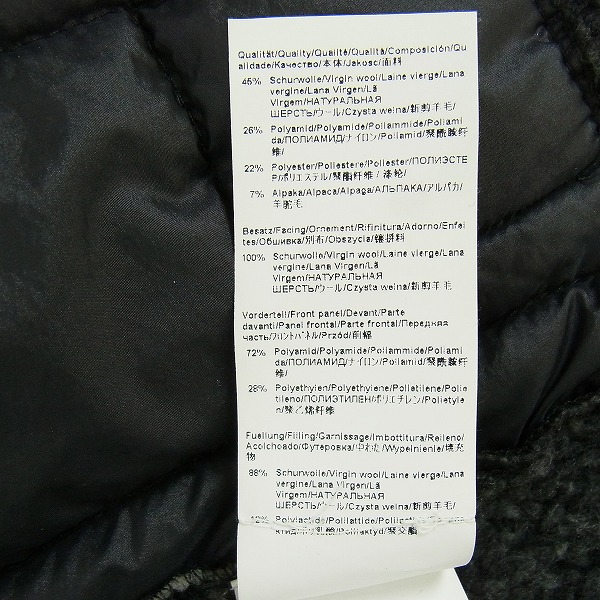 Qualität/Quality/Qualité/Qualità/Composición/Qu
alidade/Качество/本体/Jakosc/面料
45% Schurwolle/Virgin wool/Laine vierge/Lana
vergine/Lana Virgen/Lã
Virgem/НАТУРАЛЬНАЯ
ШЕРСТЬ/ウール/Czysta welna/新剪羊毛/
26% Polyamid/Polyamide/Poliammide/Poliami
da/ПОЛИАМИД/ナイロン/Poliamid/聚酰胺纤
维/
22% Polyester/Poliestere/Poliester/ПОЛИЭСТЕ
Р/ポリエステル/聚酯纤维 / 涤纶/
7% Alpaka/Alpaca/Alpaga/АЛЬПАКА/アルパカ/
羊驼毛
Besatz/Facing/Ornement/Rifinitura/Adorno/Enfei
tes/Обшивка/別布/Obszycia/镶拼料
100% Schurwolle/Virgin wool/Laine vierge/Lana
vergine/Lana Virgen/Lã
Virgem/НАТУРАЛЬНАЯ
ШЕРСТЬ/ウール/Czysta welna/新剪羊毛/
Vorderteil/Front panel/Devant/Parte
davanti/Panel frontal/Parte frontal/Передняя
часть/フロントパネル/Przód/前幅
72% Polyamid/Polyamide/Poliammide/Poliami
da/ПОЛИАМИД/ナイロン/Poliamid/聚酰胺纤
维/
28% Polyethylen/Polyethylene/Polietilene/Polie
tileno/ПОЛИЭТИЛЕН/ポリエチレン/Polietyle
n/聚乙烯纤维
Fuellung/Filling/Garnissage/Imbottitura/Relleno/
Acolchoado/Футеровка/中わた/Wypelnienie/填充
物
88% Schurwolle/Virgin wool/Laine vierge/Lana
vergine/Lana Virgen/Lã
Virgem/НАТУРАЛЬНАЯ
ШЕРСТЬ/ウール/Czysta welna/新剪羊毛/
12% Polylactide/Polilattide/